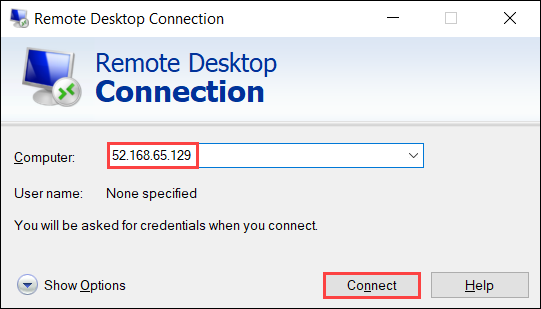 Remote Desktop Connection
Remote Desktop
Connection
Computer: 52.168.65.129
User name: None specified
You will be asked for credentials when you connect.
Show Options Connect Help